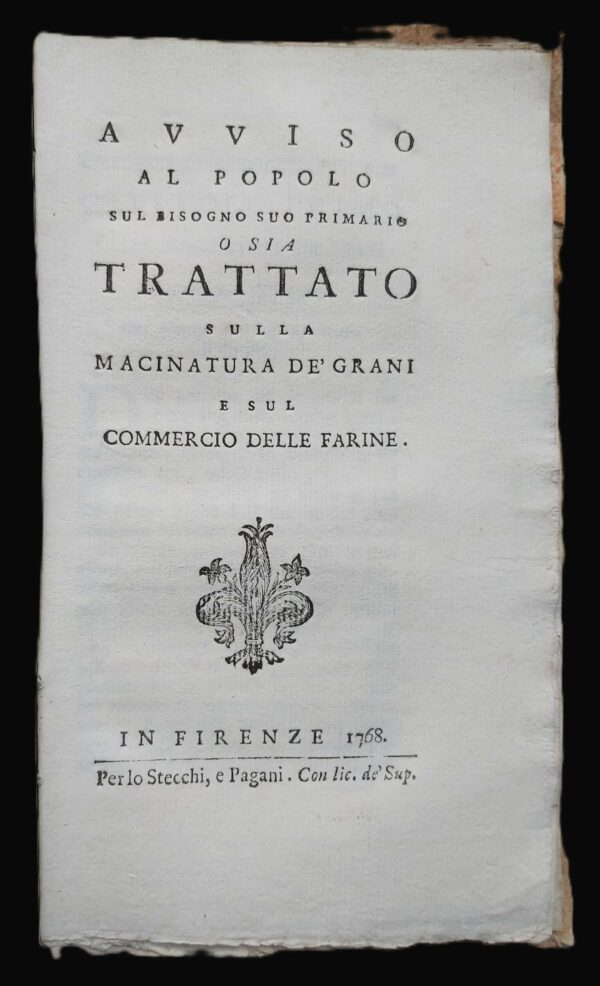 AVVISO
AL POPOLO
SUL BISOGNO SUO PRIMARIO
O SIA
TRATTATO
SULLA
MACINATURA DE' GRANI
E SUL
COMMERCIO DELLE FARINE.
IN FIRENZE 1768.
Per lo Stecchi, e Pagani. Con lic. de' Sup.